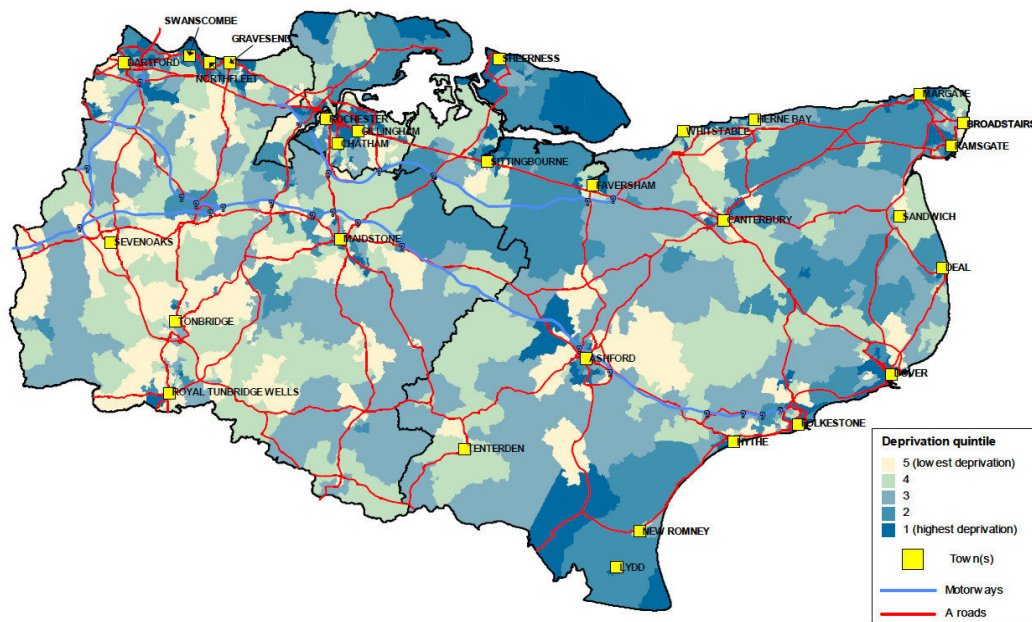 SWANSCOMBE
GRAVESEND
DARTFORD
NORTHFLEET
SHEERNESS
MARGATE
ROCHESTER
GILLINGHAM
CHATHAM
WHITSTABLE
HERNE BAY
BROADSTAIRS
RAMSGATE
SITTINGBOURNE
FAVERSHAM
CANTERBURY
SANDWICH
SEVENOAKS
MAIDSTONE
DEAL
TONBRIDGE
ASHFORD
DOVER
ROYAL TUNBRIDGE WELLS
FOLKESTONE
HYTHE
TENTERDEN
NEW ROMNEY
LYDD
Deprivation quintile
5 (lowest deprivation)
4
3
2
1 (highest deprivation)
Town(s)
Motorways
A roads